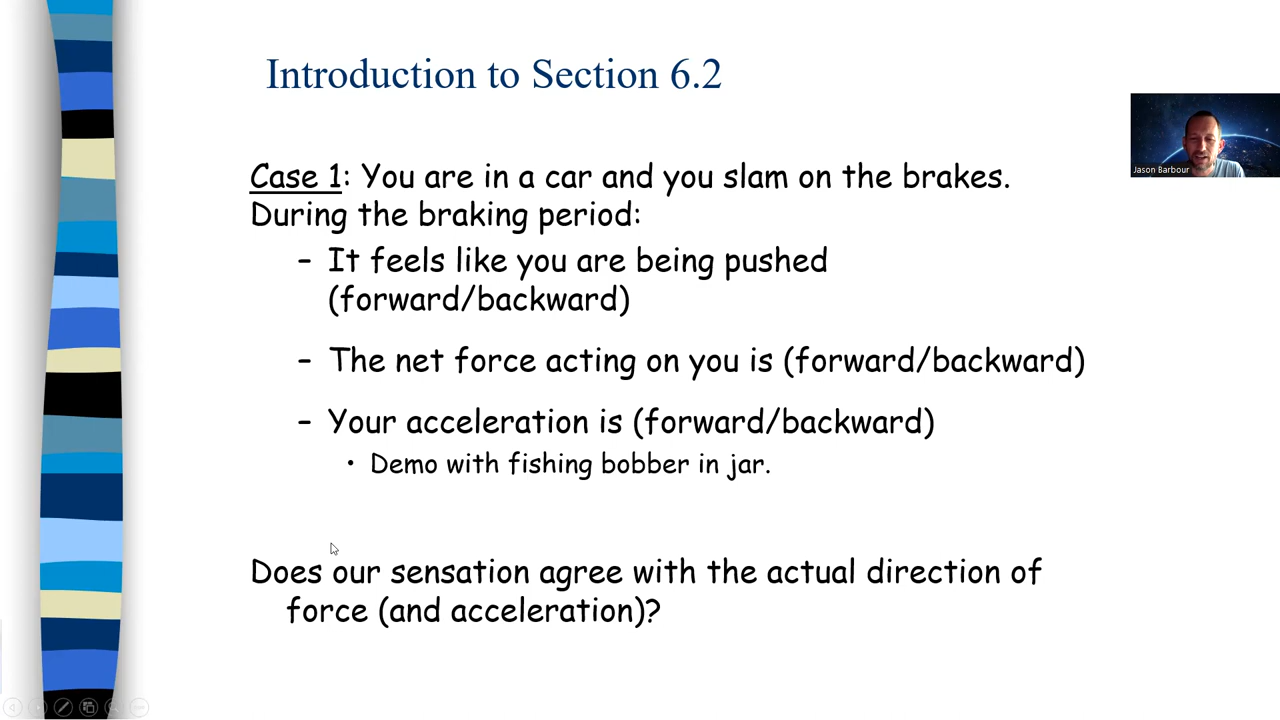 Introduction to Section 6.2
Jason Barbour
Case 1: You are in a car and you slam on the brakes.
During the braking period:
– It feels like you are being pushed
(forward/backward)
– The net force acting on you is (forward/backward)
– Your acceleration is (forward/backward)
• Demo with fishing bobber in jar.
Does our sensation agree with the actual direction of
force (and acceleration)?